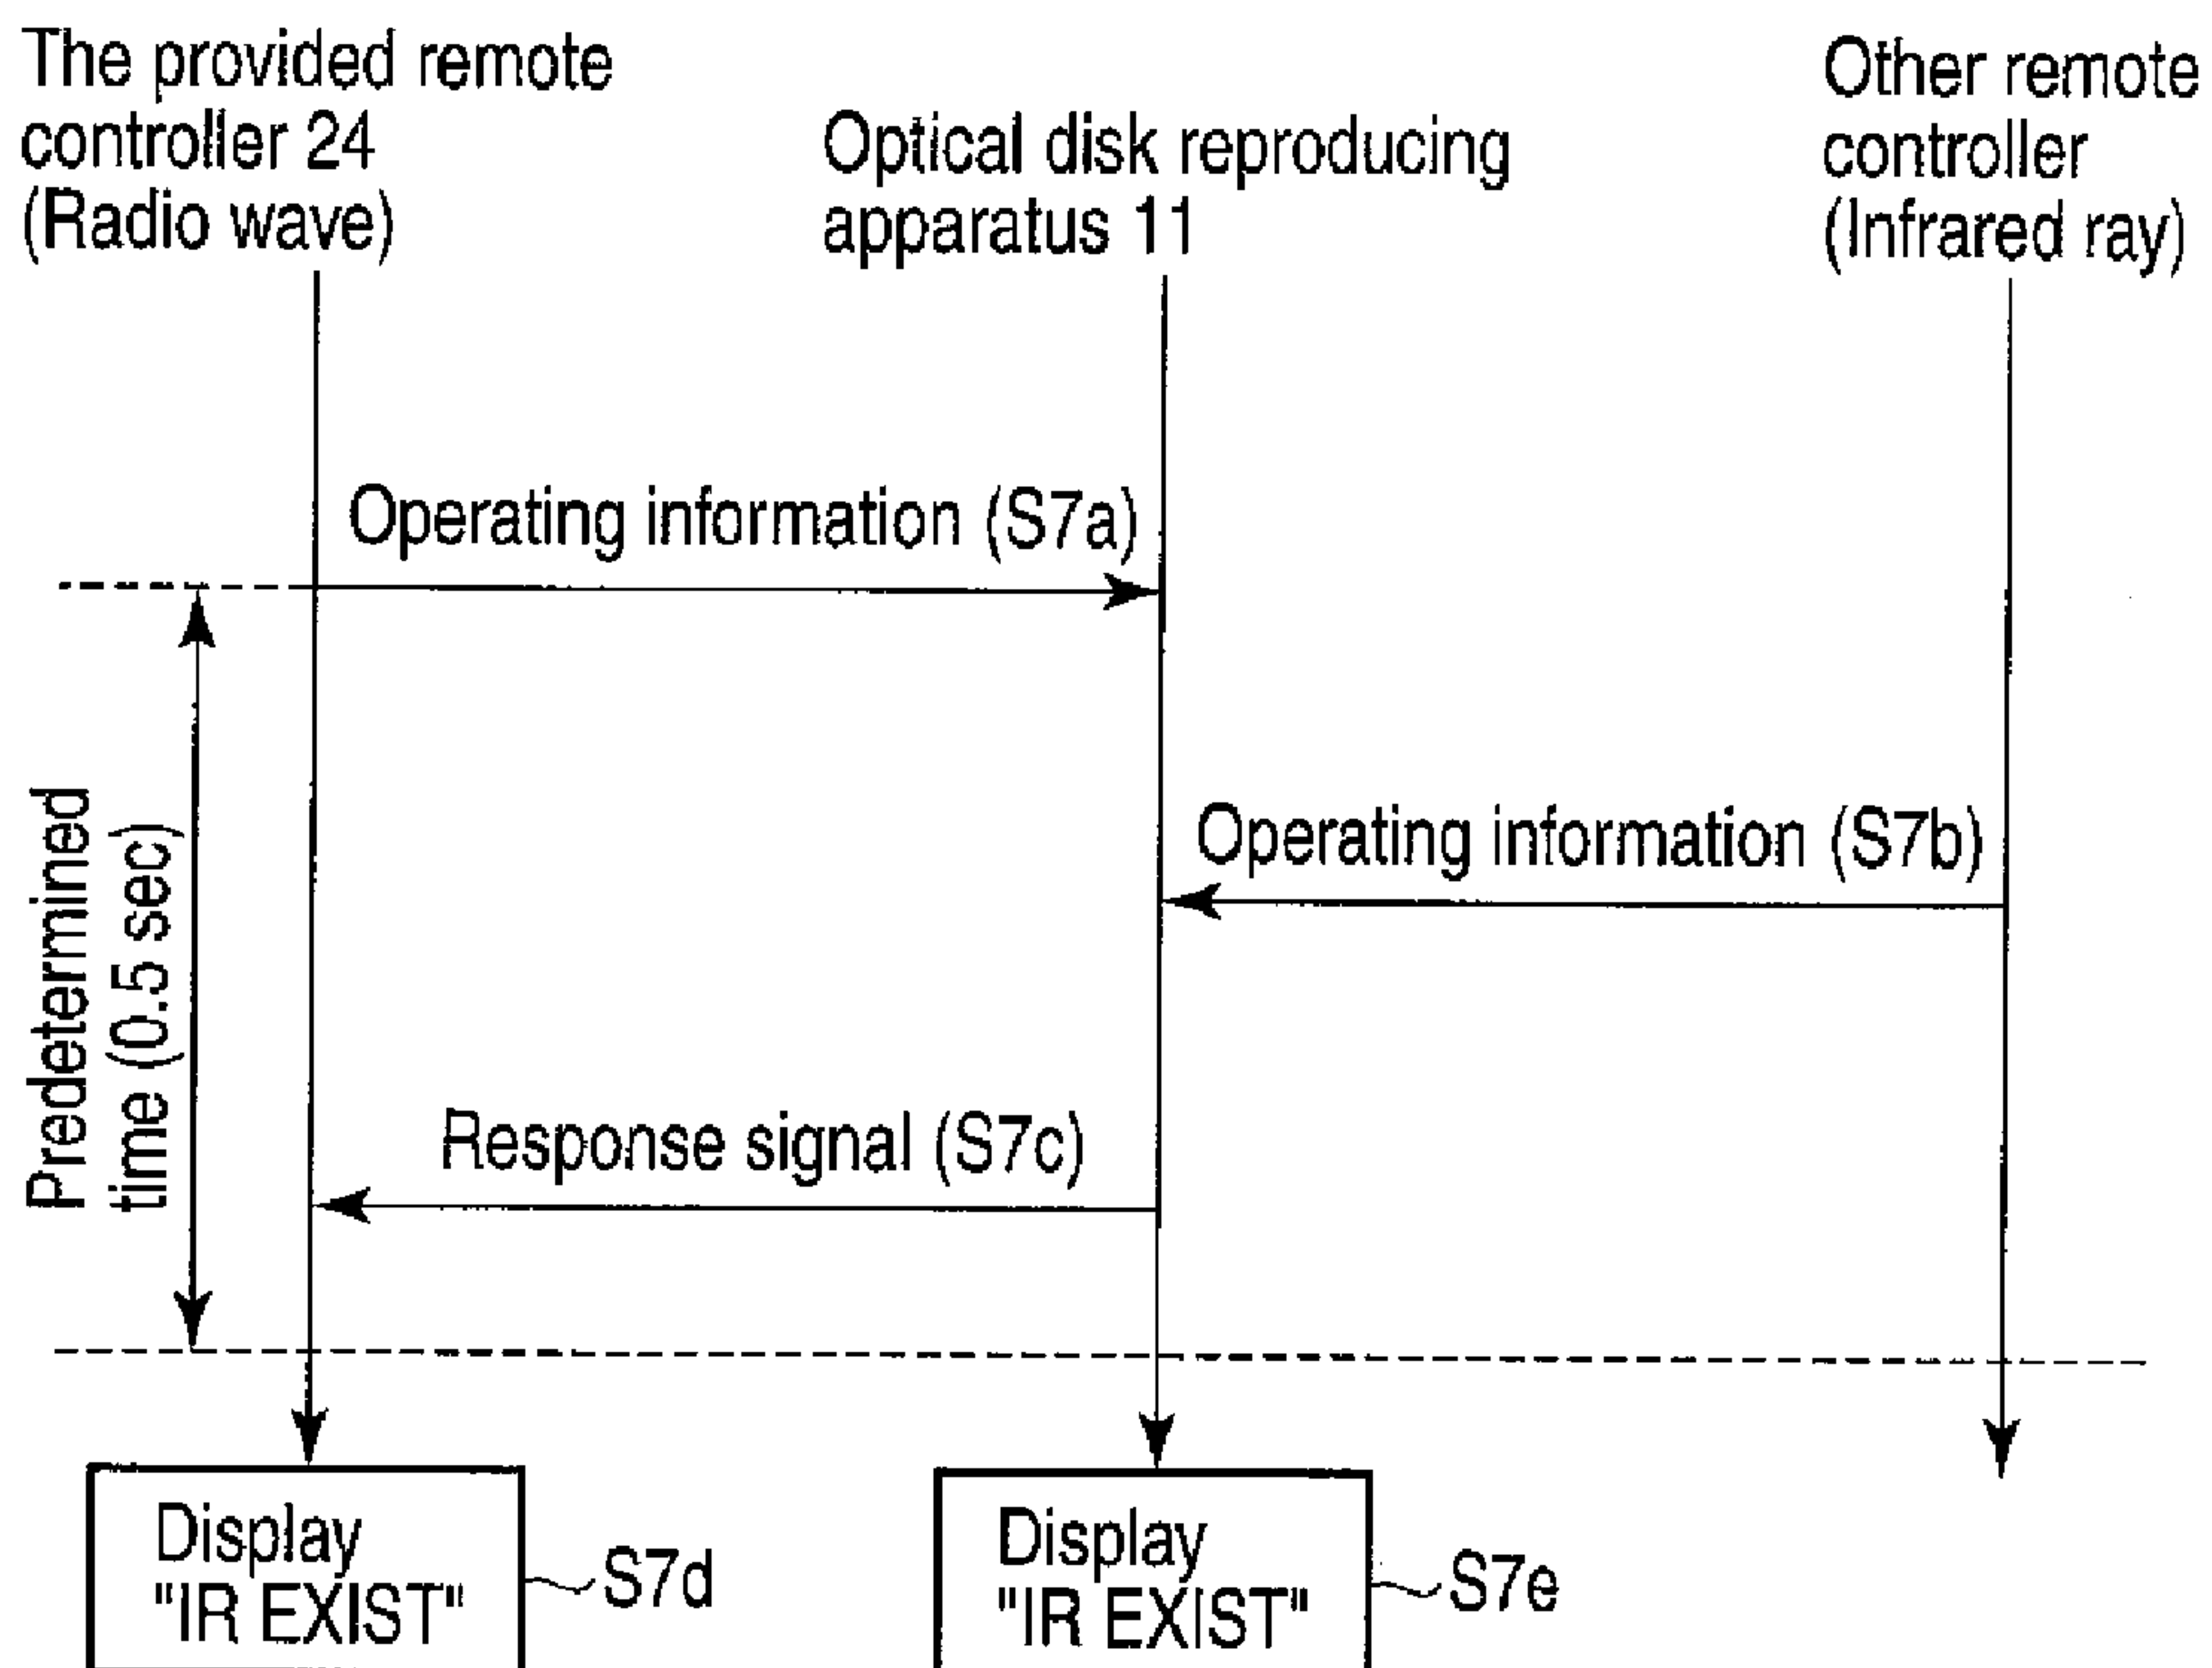 The provided remote
controller 24
(Radio wave)
Optical disk reproducing
apparatus 11
Other remote
controller
(Infrared ray)
Operating information (S7a)
Predetermined
time (0.5 sec)
Operating information (S7b)
Response signal (S7c)
Display
"IR EXIST"
S7d
Display
"IR EXIST"
S7e